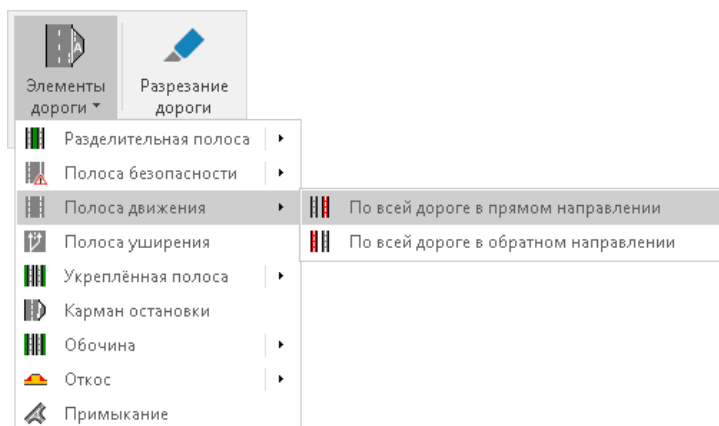 Элементы
дороги
Разрезание
дороги
Разделительная полоса
Полоса безопасности
Полоса движения
Полоса уширения
Укреплённая полоса
Карман остановки
Обочина
Откос
Примыкание
По всей дороге в прямом направлении
По всей дороге в обратном направлении